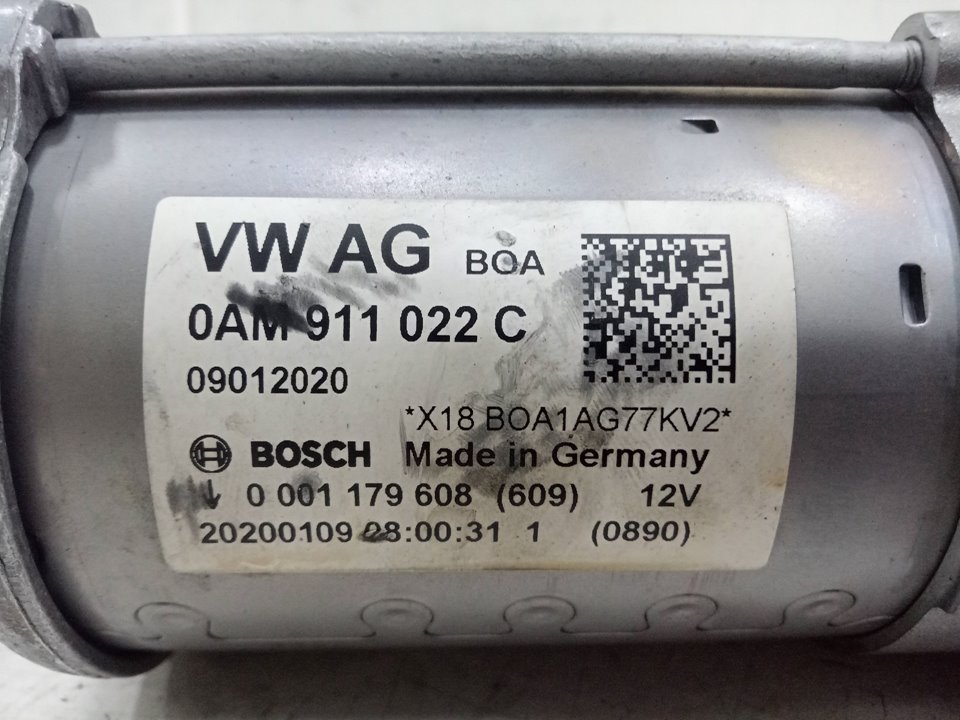 VW AG BOA
0AM 911 022 C
09012020
*X18 BOA1AG77KV2*
BOSCH Made in Germany
↓ 0 001 179 608 (609) 12V
20200109 08:00:31 1 (0890)